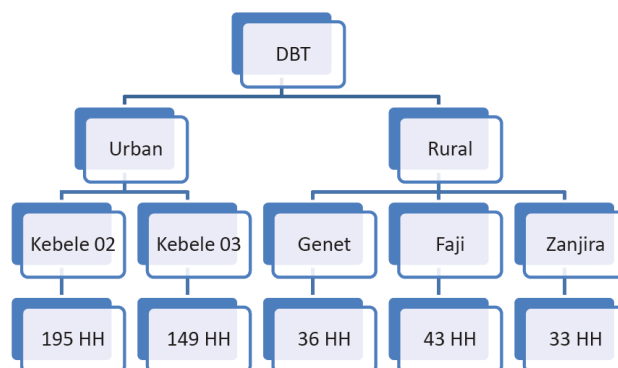 DBT
Urban
Rural
Kebele 02
Kebele 03
Genet
Faji
Zanjira
195 HH
149 HH
36 HH
43 HH
33 HH